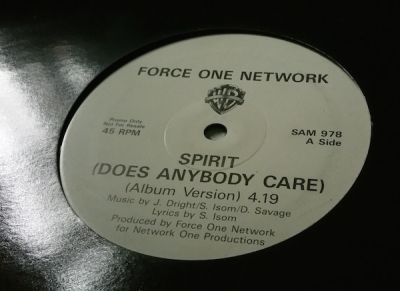 FORCE ONE NETWORK
WB
Promo Only
Not For Resale
45 RPM
SAM 978
A Side
SPIRIT
(DOES ANYBODY CARE)
(Album Version) 4.19
Music by J. Dright/S. Isom/D. Savage
Lyrics by S. Isom
Produced by Force One Network
for Network One Productions